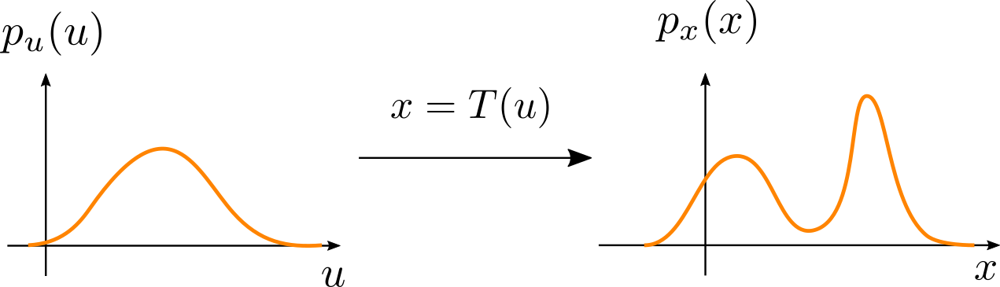 p_u(u)
p_x(x)
x = T(u)
u
x